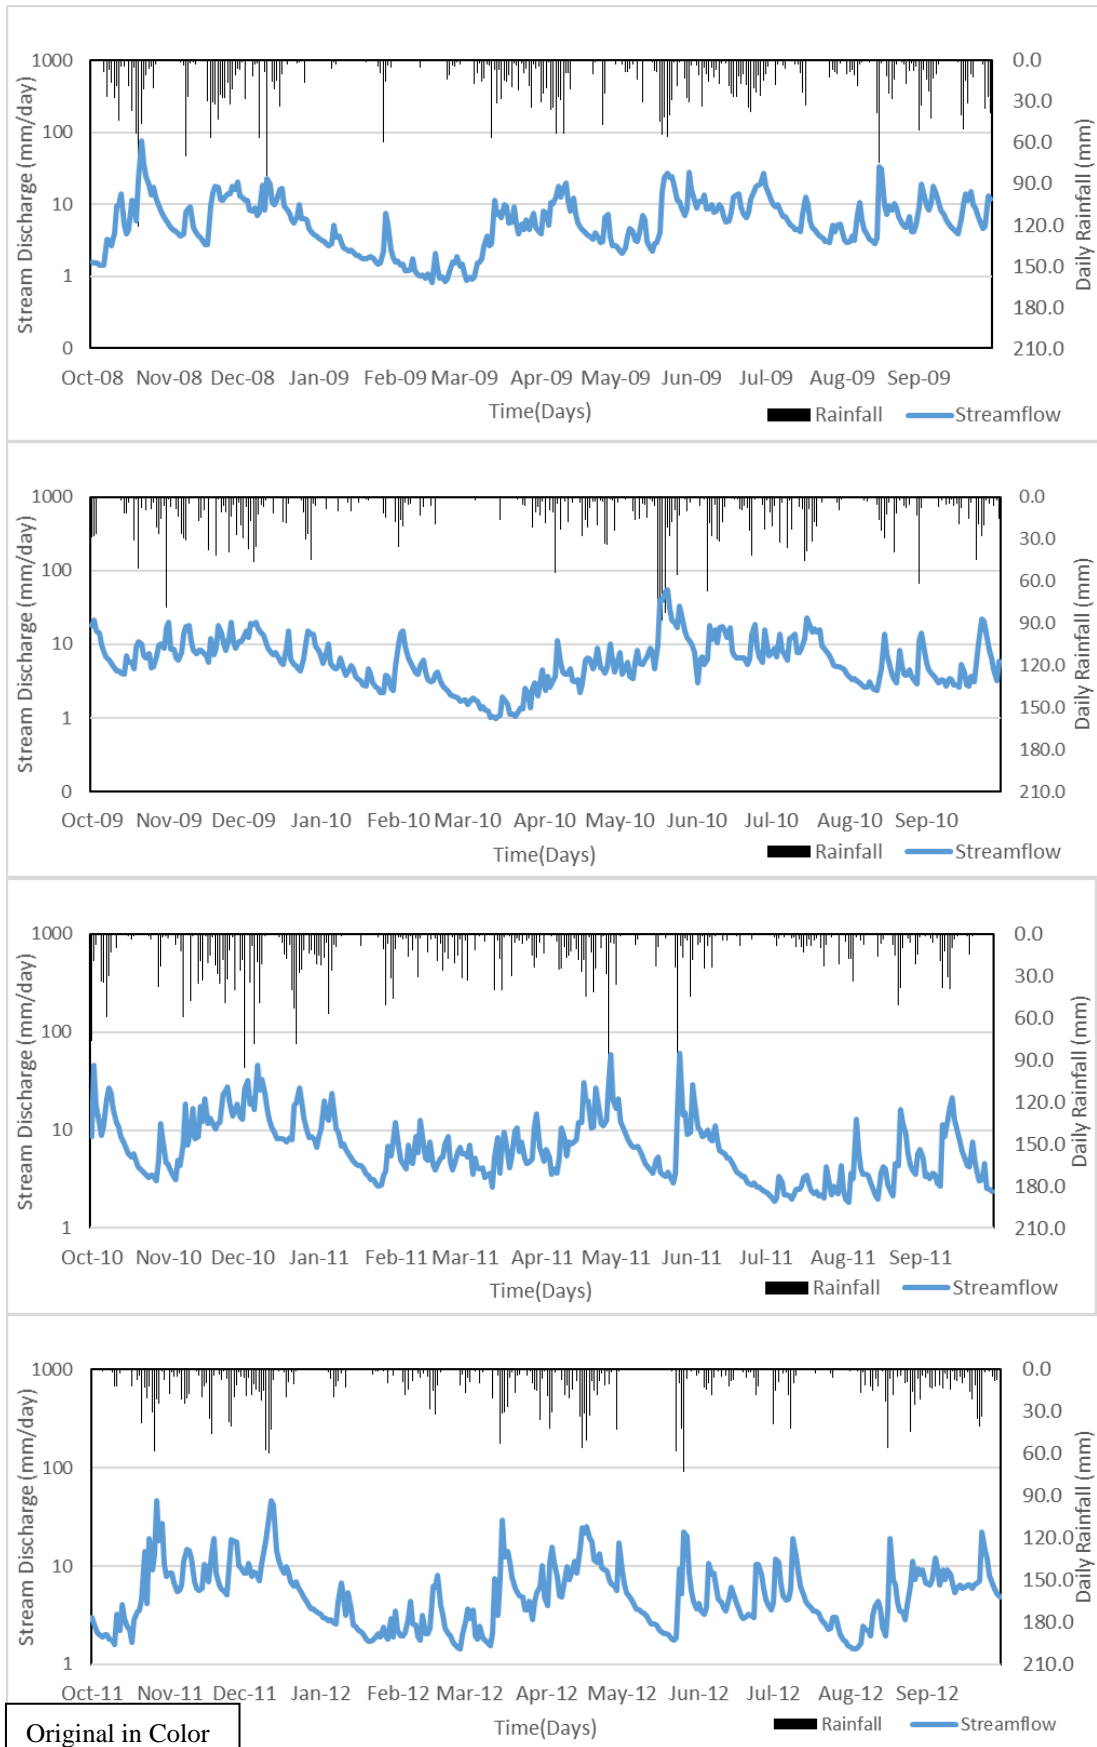 1000
100
10
1
0
Stream Discharge (mm/day)
0.0
30.0
60.0
90.0
120.0
150.0
180.0
210.0
Daily Rainfall (mm)
Oct-08 Nov-08 Dec-08 Jan-09 Feb-09 Mar-09 Apr-09 May-09 Jun-09 Jul-09 Aug-09 Sep-09
Time(Days)
Rainfall Streamflow
1000
100
10
1
0
Stream Discharge (mm/day)
0.0
30.0
60.0
90.0
120.0
150.0
180.0
210.0
Daily Rainfall (mm)
Oct-09 Nov-09 Dec-09 Jan-10 Feb-10 Mar-10 Apr-10 May-10 Jun-10 Jul-10 Aug-10 Sep-10
Time(Days)
Rainfall Streamflow
1000
100
10
1
Stream Discharge (mm/day)
0.0
30.0
60.0
90.0
120.0
150.0
180.0
210.0
Daily Rainfall (mm)
Oct-10 Nov-10 Dec-10 Jan-11 Feb-11 Mar-11 Apr-11 May-11 Jun-11 Jul-11 Aug-11 Sep-11
Time(Days)
Rainfall Streamflow
1000
100
10
1
Stream Discharge (mm/day)
0.0
30.0
60.0
90.0
120.0
150.0
180.0
210.0
Daily Rainfall (mm)
Oct-11 Nov-11 Dec-11 Jan-12 Feb-12 Mar-12 Apr-12 May-12 Jun-12 Jul-12 Aug-12 Sep-12
Time(Days)
Rainfall Streamflow
Original in Color